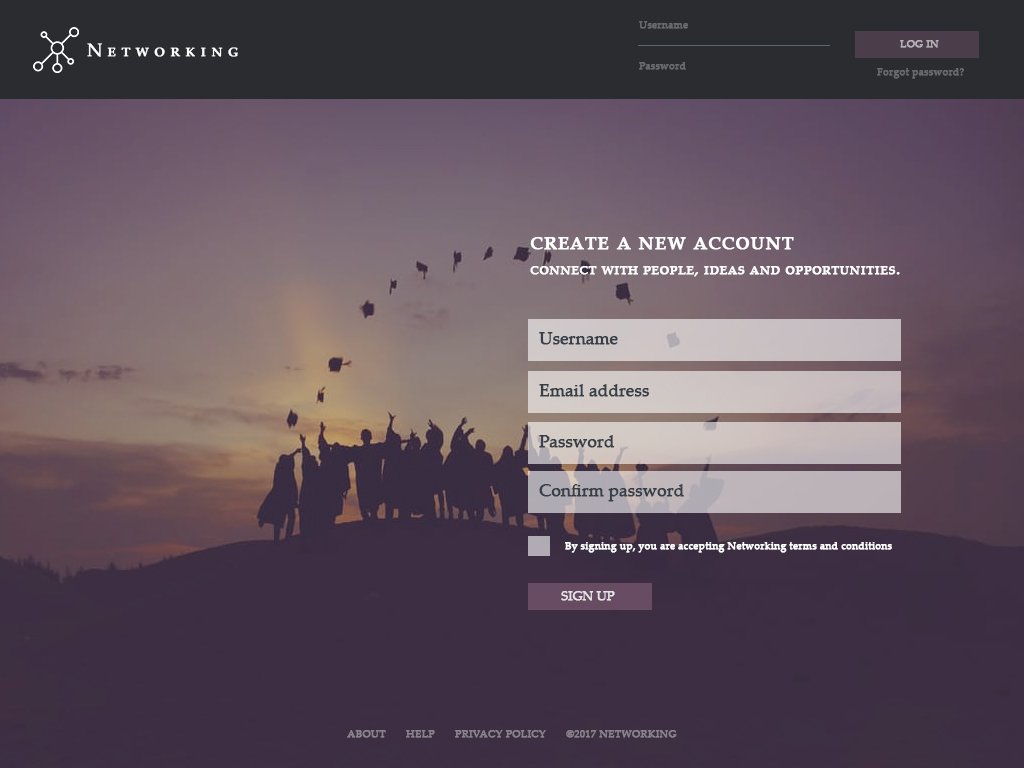 NETWORKING
Username
Password
LOG IN
Forgot password?
CREATE A NEW ACCOUNT
CONNECT WITH PEOPLE, IDEAS AND OPPORTUNITIES.
Username
Email address
Password
Confirm password
By signing up, you are accepting Networking terms and conditions
SIGN UP
ABOUT HELP PRIVACY POLICY ©2017 NETWORKING